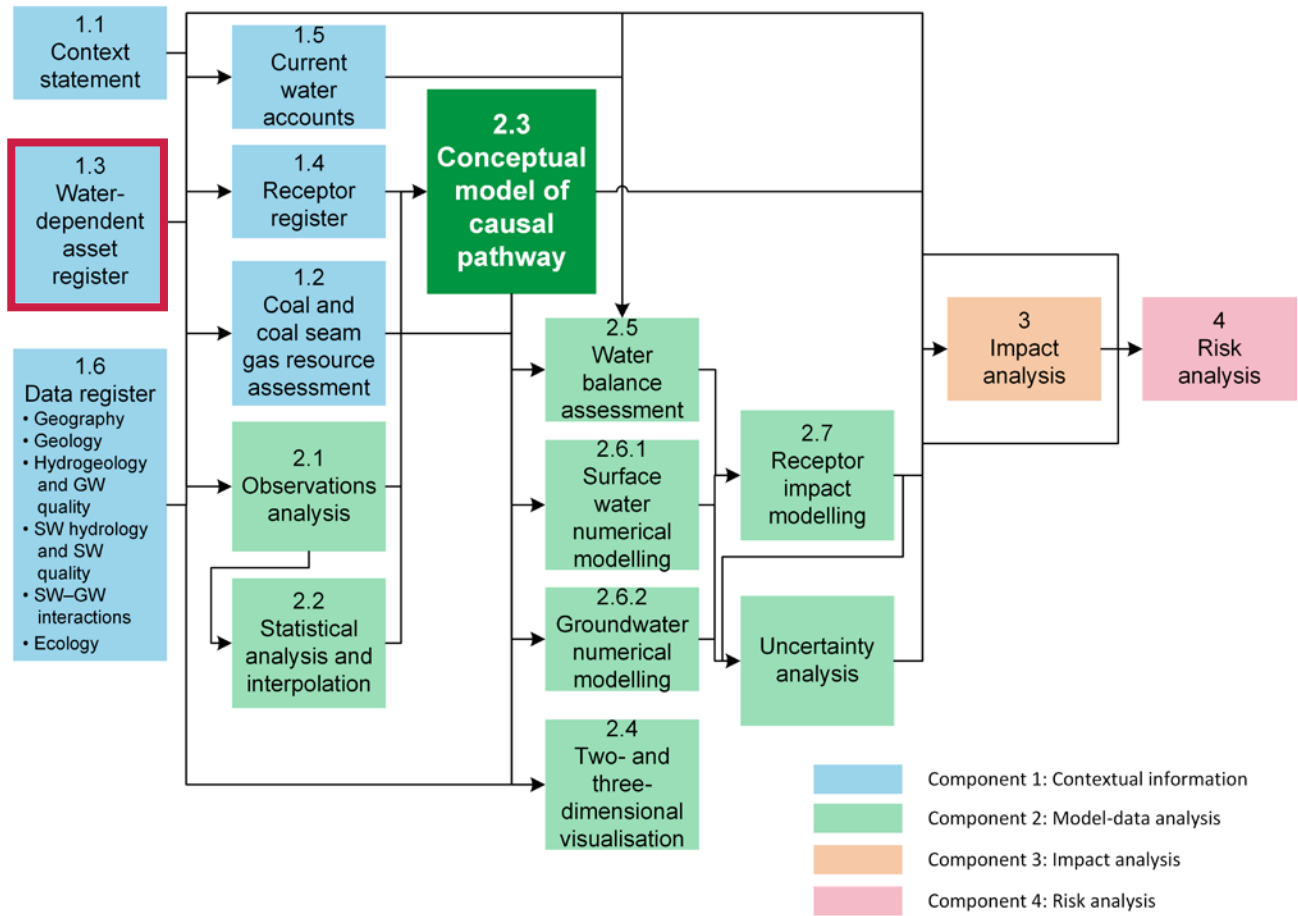 1.1
Context
statement
1.3
Water-
dependent
asset
register
1.6
Data register
• Geography
• Geology
• Hydrogeology
and GW
quality
• SW hydrology
and SW
quality
• SW–GW
interactions
• Ecology
1.5
Current
water
accounts
1.4
Receptor
register
1.2
Coal and
coal seam
gas resource
assessment
2.1
Observations
analysis
2.2
Statistical
analysis and
interpolation
2.3
Conceptual
model of
causal
pathway
2.5
Water
balance
assessment
2.6.1
Surface
water
numerical
modelling
2.6.2
Groundwater
numerical
modelling
2.4
Two- and
three-
dimensional
visualisation
2.7
Receptor
impact
modelling
Uncertainty
analysis
3
Impact
analysis
4
Risk
analysis
Component 1: Contextual information
Component 2: Model-data analysis
Component 3: Impact analysis
Component 4: Risk analysis